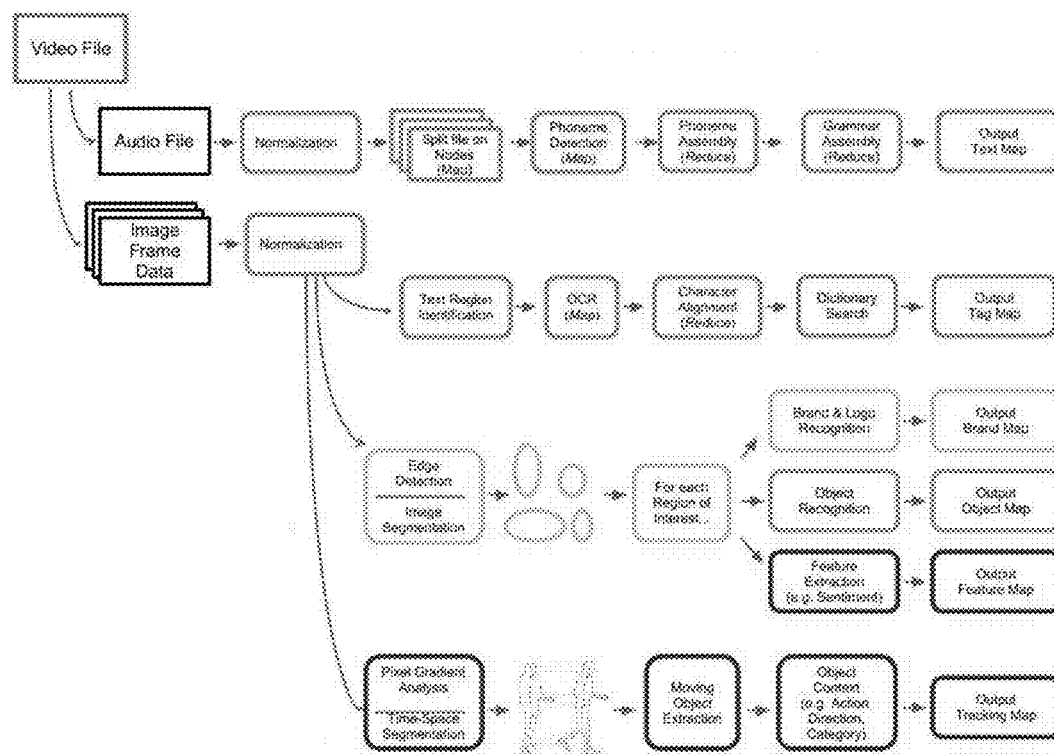 Video File
Audio File
Normalization
Split file on
Nodes
(Map)
Phoneme
Detection
(Map)
Phoneme
Assembly
(Reduce)
Grammar
Assembly
(Reduce)
Output
Text Map
Image
Frame
Data
Normalization
Text Region
Identification
OCR
(Map)
Character
Alignment
(Reduce)
Dictionary
Search
Output
Tag Map
Edge
Detection
Image
Segmentation
For each
Region of
Interest...
Brand & Logo
Recognition
Output
Brand Map
Object
Recognition
Output
Object Map
Feature
Extraction
(e.g. Sentiment)
Output
Feature Map
Pixel Gradient
Analysis
Time-Space
Segmentation
Moving
Object
Extraction
Object
Context
(e.g. Action
Direction,
Category)
Output
Tracking Map